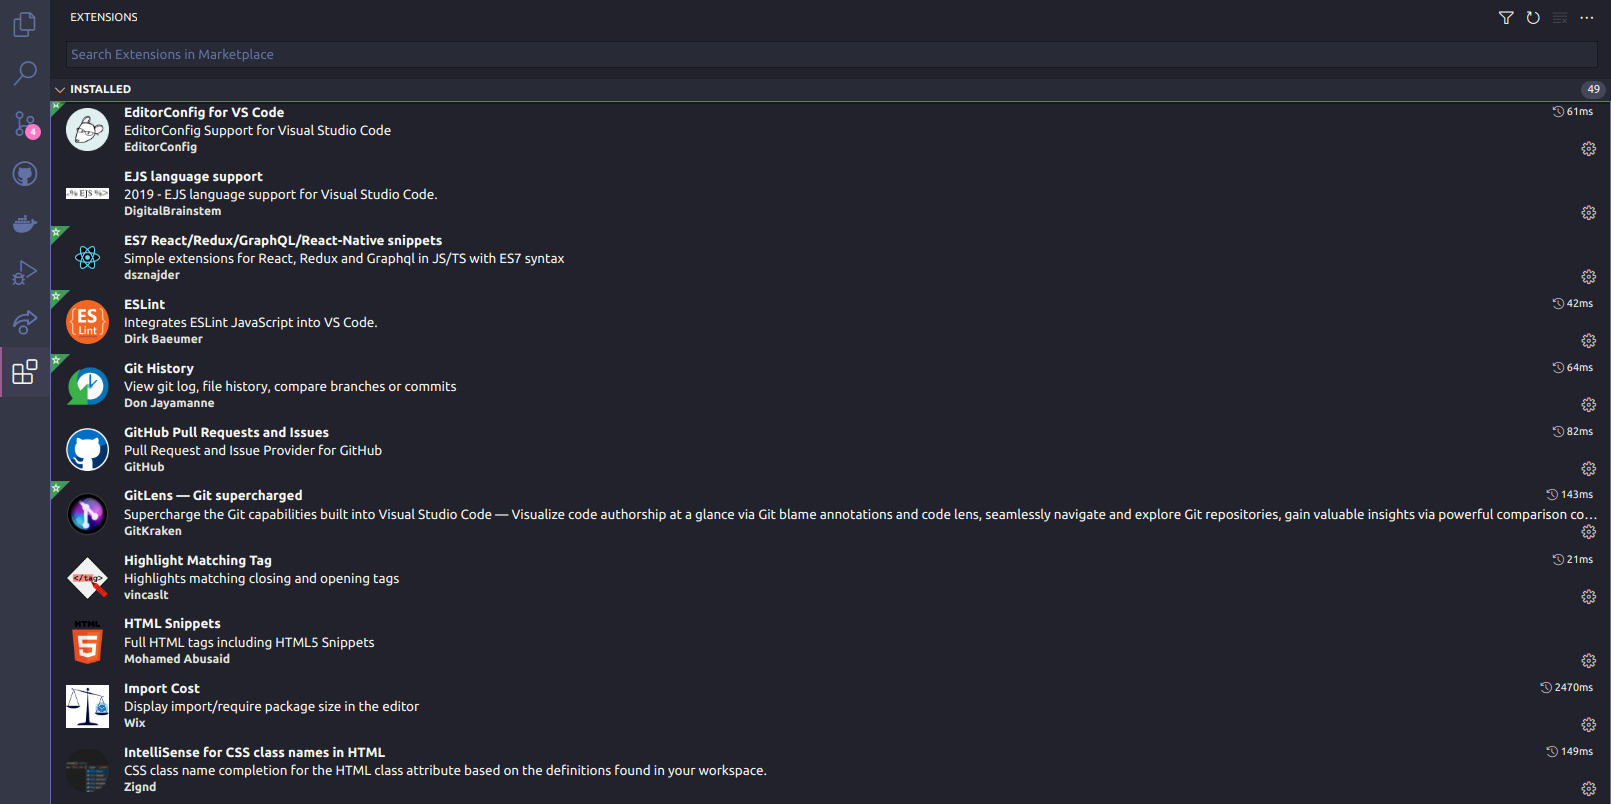 EXTENSIONS
Search Extensions in Marketplace
INSTALLED 49
EditorConfig for VS Code 61ms
EditorConfig Support for Visual Studio Code
EditorConfig
EJS language support
<% EJS %> 2019 - EJS language support for Visual Studio Code.
DigitalBrainstem
ES7 React/Redux/GraphQL/React-Native snippets
Simple extensions for React, Redux and Graphql in JS/TS with ES7 syntax
dsznajder
ESLint 42ms
{ES Lint} Integrates ESLint JavaScript into VS Code.
Dirk Baeumer
Git History 64ms
View git log, file history, compare branches or commits
Don Jayamanne
GitHub Pull Requests and Issues 82ms
Pull Request and Issue Provider for GitHub
GitHub
GitLens — Git supercharged 143ms
Supercharge the Git capabilities built into Visual Studio Code — Visualize code authorship at a glance via Git blame annotations and code lens, seamlessly navigate and explore Git repositories, gain valuable insights via powerful comparison co...
GitKraken
Highlight Matching Tag 21ms
</tag> Highlights matching closing and opening tags
vincaslt
HTML HTML Snippets
5 Full HTML tags including HTML5 Snippets
Mohamed Abusaid
Import Cost 2470ms
Display import/require package size in the editor
Wix
IntelliSense for CSS class names in HTML 149ms
CSS class name completion for the HTML class attribute based on the definitions found in your workspace.
Zignd
4